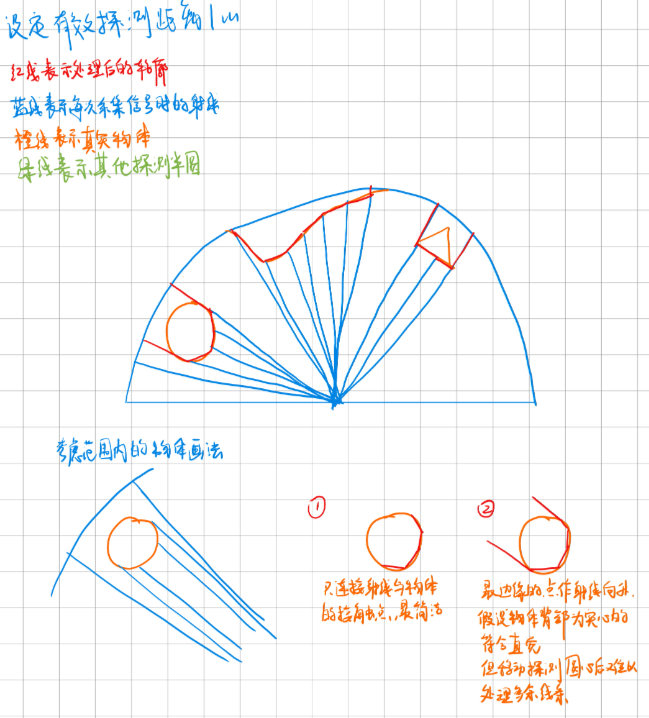 设定有效探测距离1m
红线表示处理后的轮廓
蓝线表示每次采集信号时的射线
橙线表示真实物体
绿线表示其他探测半圆
考虑范围内的物体画法
①
②
只连接射线与物体
的接触点,最简洁
最边缘的点作射线向外.
假设物体背部为实心的
符合直觉
但移动探测圆心后又难以
处理多余线条.